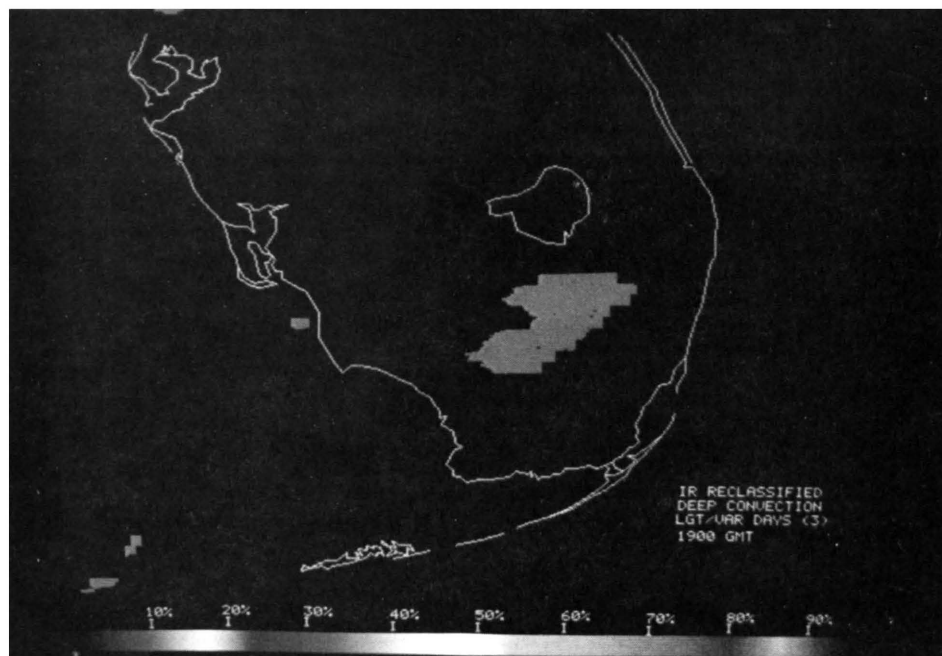 IR RECLASSIFIED
DEEP CONVECTION
LGT/VAR DAYS (3)
1900 GMT
10% 20% 30% 40% 50% 60% 70% 80% 90%